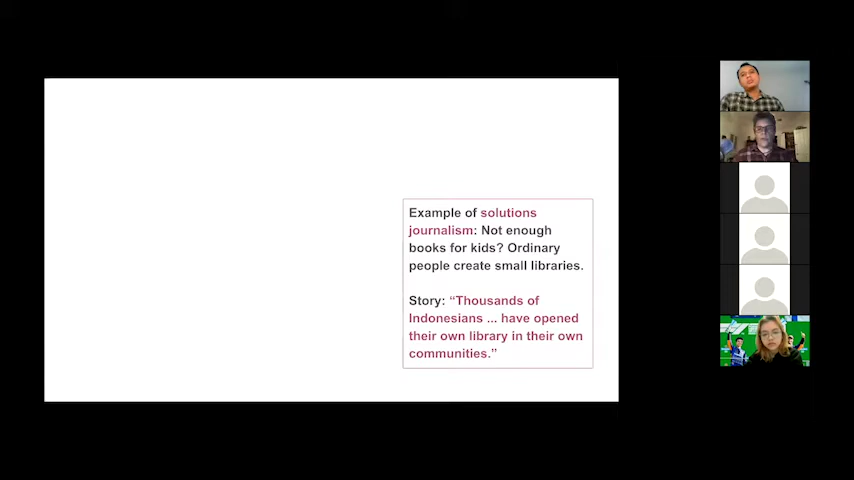 Example of solutions
journalism: Not enough
books for kids? Ordinary
people create small libraries.
Story: “Thousands of
Indonesians ... have opened
their own library in their own
communities.”